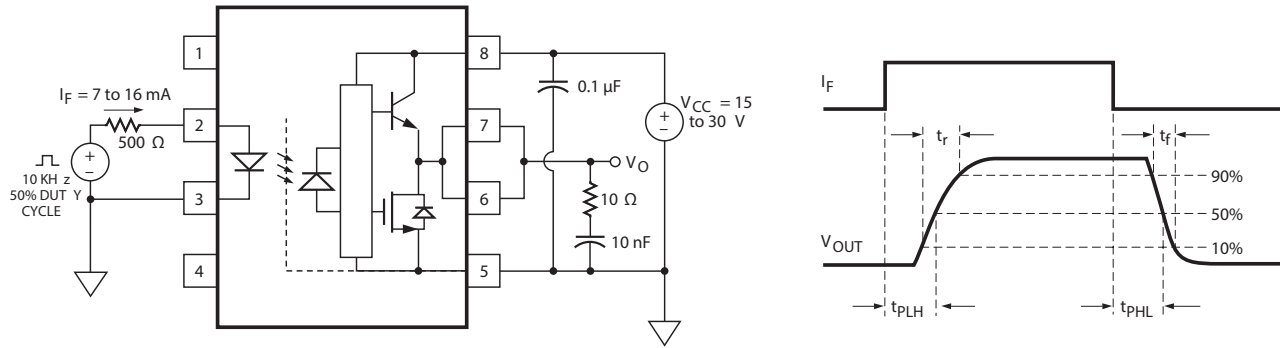 1
8
I_F = 7 to 16 mA
0.1 µF
V_CC = 15
to 30 V
+
−
2
7
500 Ω
V_O
+
−
10 KH z
50% DUT Y
CYCLE
3
6
10 Ω
10 nF
4
5
I_F
t_r
t_f
90%
50%
V_OUT
10%
t_PLH
t_PHL